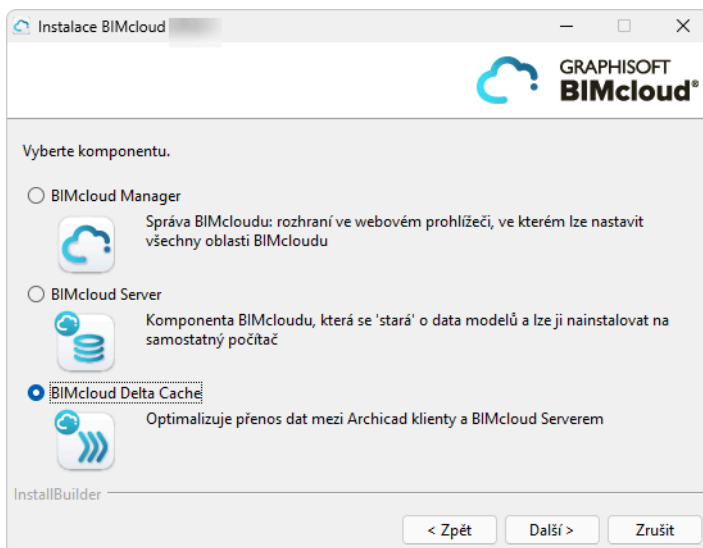 Instalace BIMcloud
GRAPHISOFT
BIMcloud®
Vyberte komponentu.
BIMcloud Manager
Správa BIMcloudu: rozhraní ve webovém prohlížeči, ve kterém lze nastavit
všechny oblasti BIMcloudu
BIMcloud Server
Komponenta BIMcloudu, která se 'stará' o data modelů a lze ji nainstalovat na
samostatný počítač
BIMcloud Delta Cache
Optimalizuje přenos dat mezi Archicad klienty a BIMcloud Serverem
InstallBuilder
< Zpět Další > Zrušit